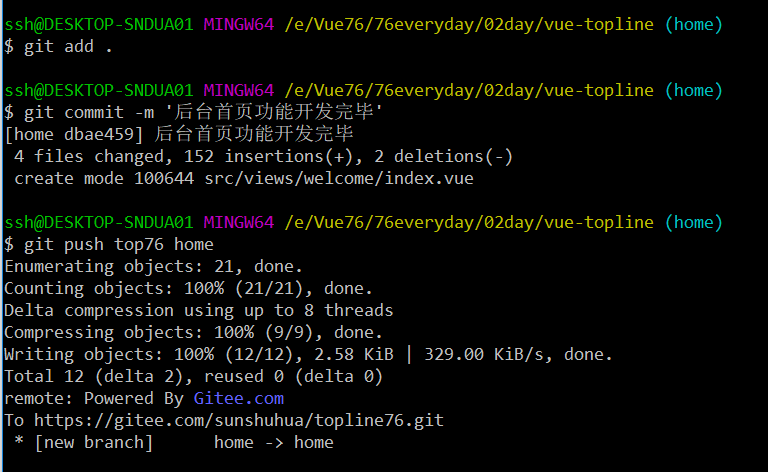 ssh@DESKTOP-SNDUA01 MINGW64 /e/Vue76/76everyday/02day/vue-topline (home)
$ git add .
ssh@DESKTOP-SNDUA01 MINGW64 /e/Vue76/76everyday/02day/vue-topline (home)
$ git commit -m '后台首页功能开发完毕'
[home dbae459] 后台首页功能开发完毕
 4 files changed, 152 insertions(+), 2 deletions(-)
 create mode 100644 src/views/welcome/index.vue
ssh@DESKTOP-SNDUA01 MINGW64 /e/Vue76/76everyday/02day/vue-topline (home)
$ git push top76 home
Enumerating objects: 21, done.
Counting objects: 100% (21/21), done.
Delta compression using up to 8 threads
Compressing objects: 100% (9/9), done.
Writing objects: 100% (12/12), 2.58 KiB | 329.00 KiB/s, done.
Total 12 (delta 2), reused 0 (delta 0)
remote: Powered By Gitee.com
To https://gitee.com/sunshuhua/topline76.git
 * [new branch]      home -> home